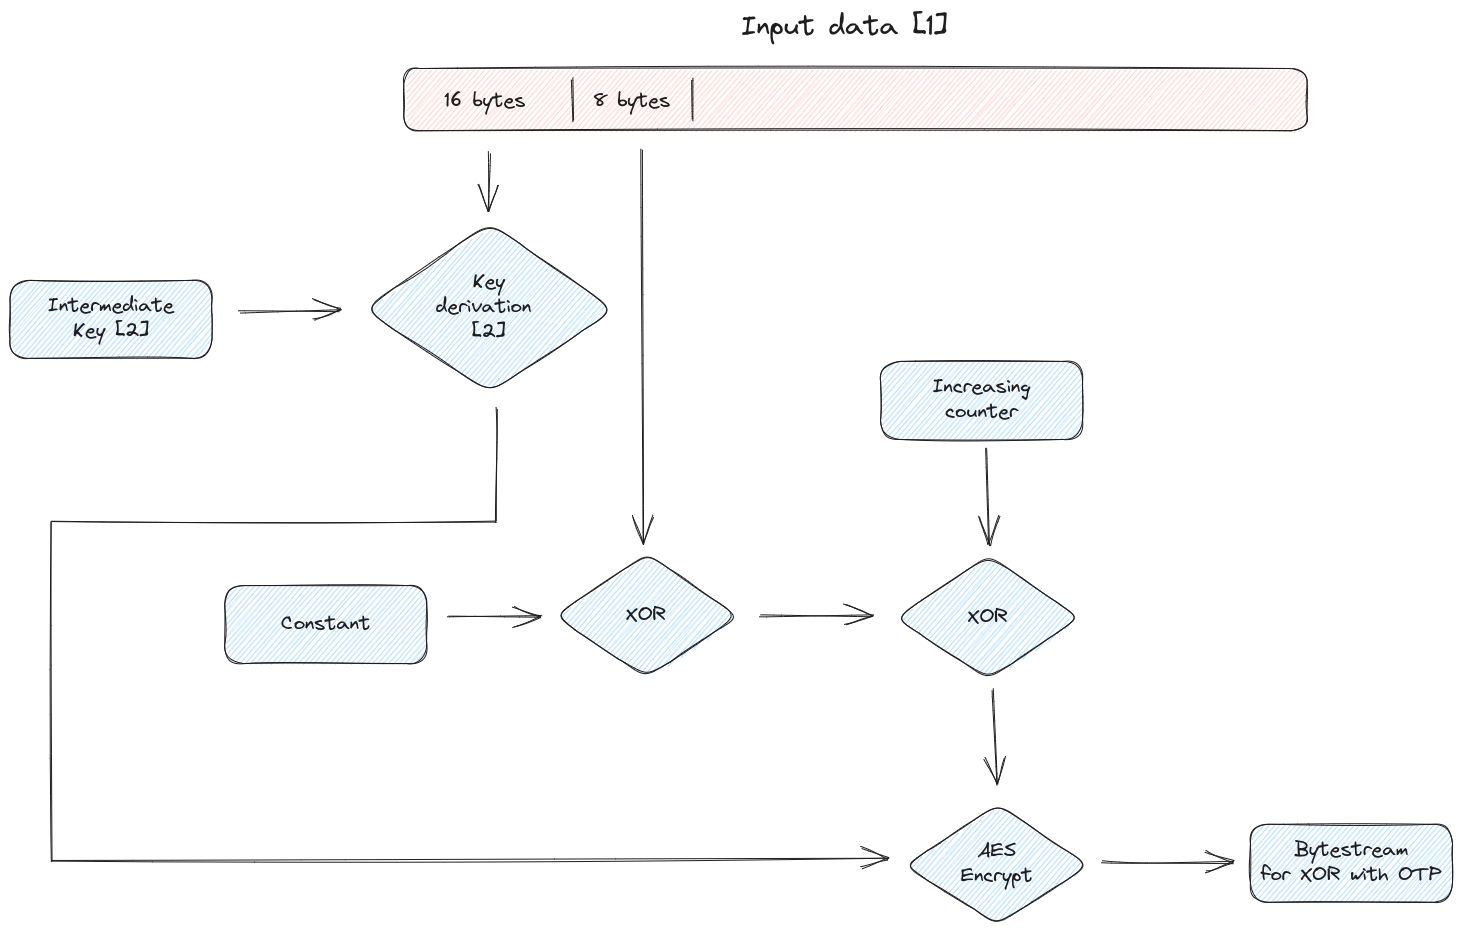 Input data [1]
16 bytes
8 bytes
Key
derivation
[2]
Intermediate
Key [2]
Increasing
counter
Constant
XOR
XOR
AES
Encrypt
Bytestream
for XOR with OTP